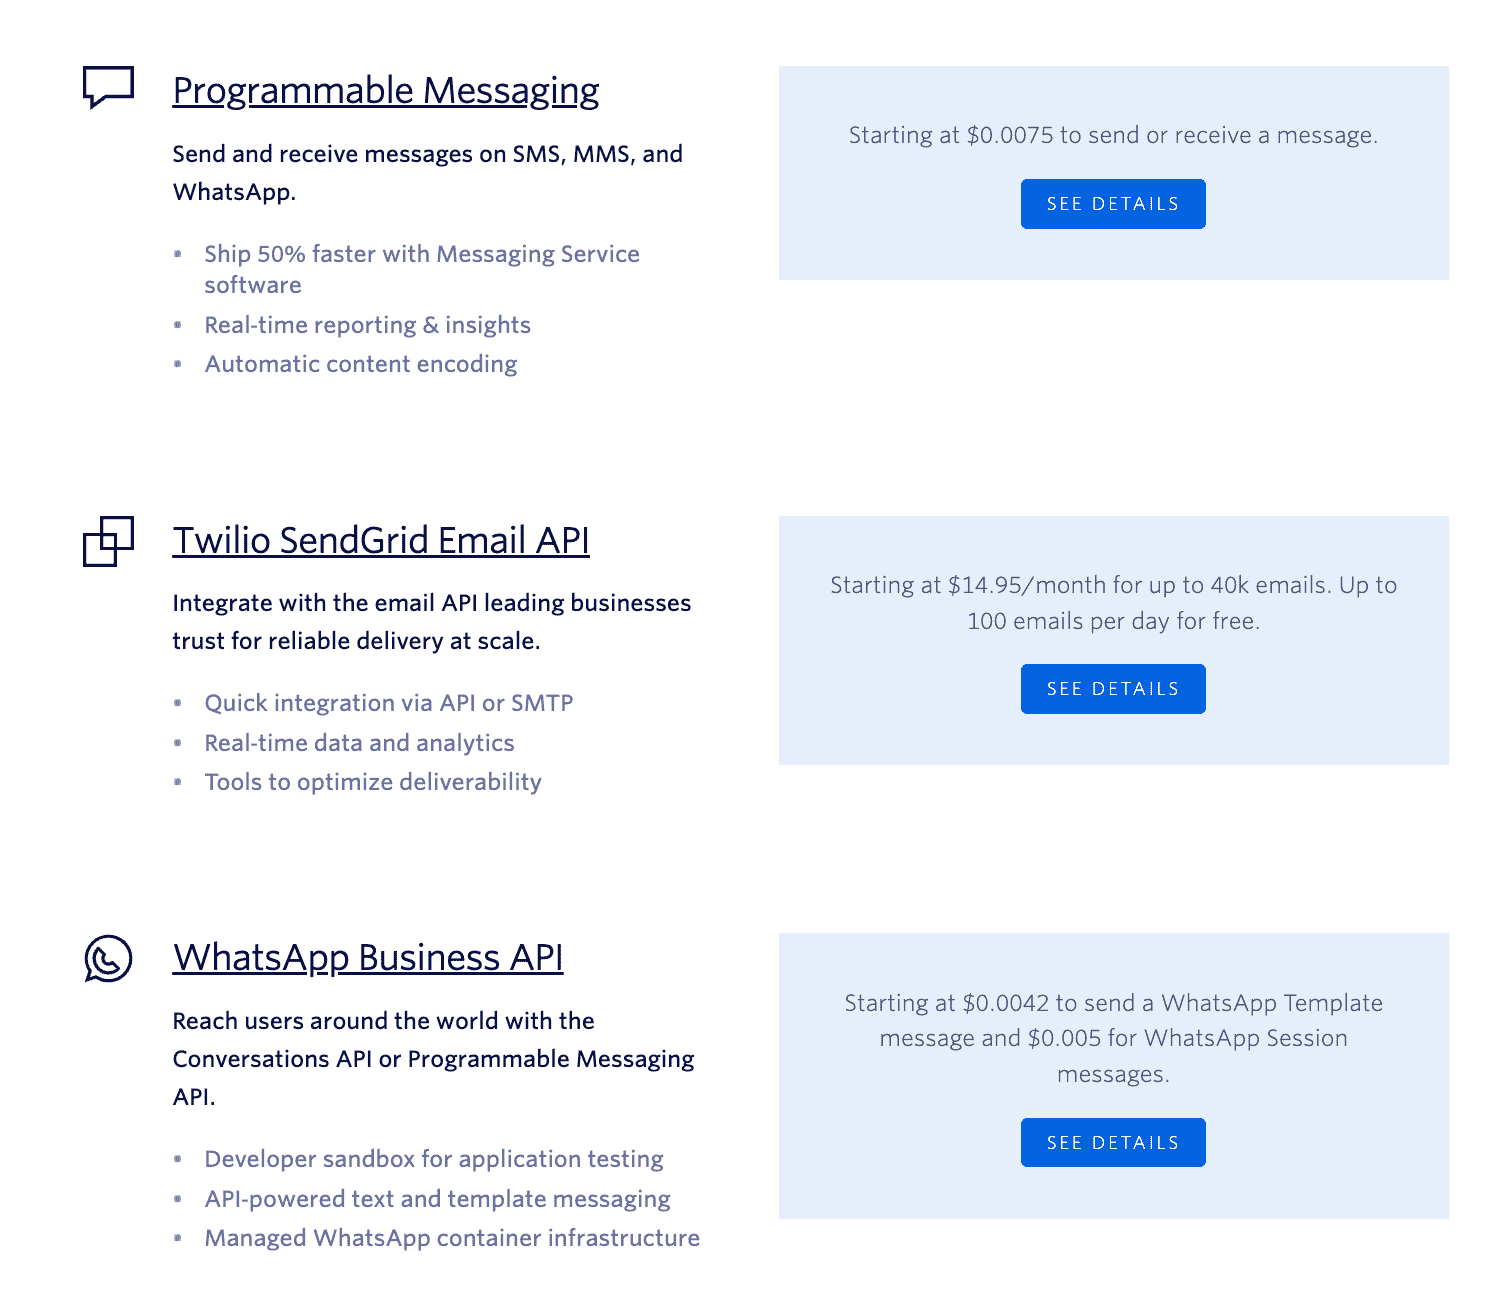 Programmable Messaging
Send and receive messages on SMS, MMS, and
WhatsApp.
• Ship 50% faster with Messaging Service
software
• Real-time reporting & insights
• Automatic content encoding
Starting at $0.0075 to send or receive a message.
SEE DETAILS
Twilio SendGrid Email API
Integrate with the email API leading businesses
trust for reliable delivery at scale.
• Quick integration via API or SMTP
• Real-time data and analytics
• Tools to optimize deliverability
Starting at $14.95/month for up to 40k emails. Up to
100 emails per day for free.
SEE DETAILS
WhatsApp Business API
Reach users around the world with the
Conversations API or Programmable Messaging
API.
• Developer sandbox for application testing
• API-powered text and template messaging
• Managed WhatsApp container infrastructure
Starting at $0.0042 to send a WhatsApp Template
message and $0.005 for WhatsApp Session
messages.
SEE DETAILS